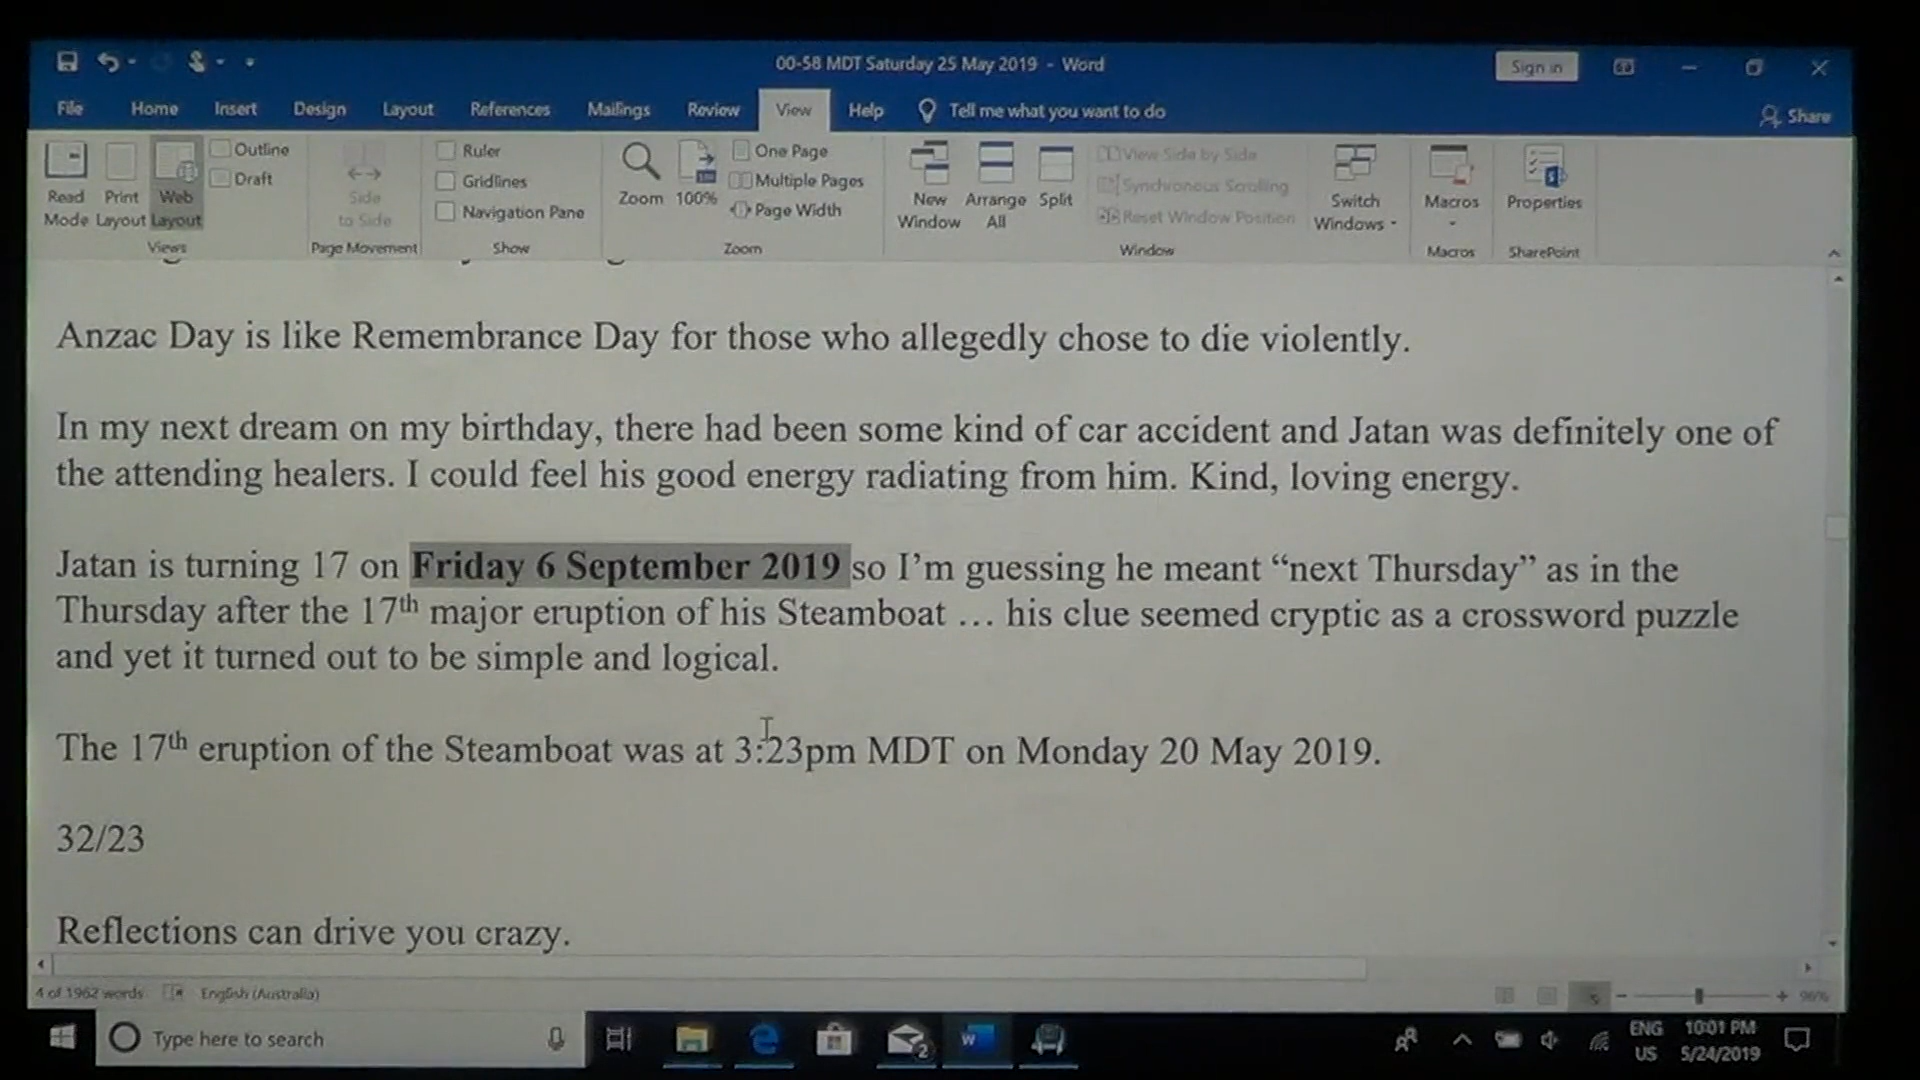 00-58 MDT Saturday 25 May 2019 - Word
Sign in
File Home Insert Design Layout References Mailings Review View Help Tell me what you want to do
Share
Read Mode
Print Layout
Web Layout
Outline
Draft
Views
Side to Side
Page Movement
Ruler
Gridlines
Navigation Pane
Show
Zoom
100%
One Page
Multiple Pages
Page Width
Zoom
New Window
Arrange All
Split
View Side by Side
Synchronous Scrolling
Reset Window Position
Window
Switch Windows
Macros
Macros
Properties
SharePoint
Anzac Day is like Remembrance Day for those who allegedly chose to die violently.
In my next dream on my birthday, there had been some kind of car accident and Jatan was definitely one of
the attending healers. I could feel his good energy radiating from him. Kind, loving energy.
Jatan is turning 17 on Friday 6 September 2019 so I’m guessing he meant “next Thursday” as in the
Thursday after the 17th major eruption of his Steamboat … his clue seemed cryptic as a crossword puzzle
and yet it turned out to be simple and logical.
The 17th eruption of the Steamboat was at 3:23pm MDT on Monday 20 May 2019.
32/23
Reflections can drive you crazy.
4 of 1962 words English (Australia)
96%
Type here to search
2
ENG
US
10:01 PM
5/24/2019